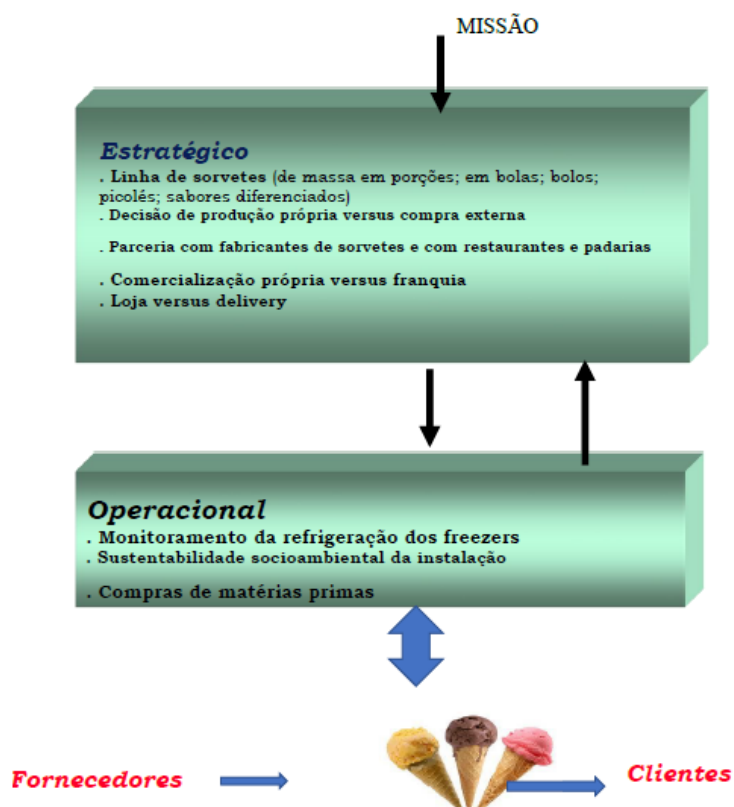 MISSÃO
Estratégico
. Linha de sorvetes (de massa em porções; em bolas; bolos;
picolés; sabores diferenciados)
. Decisão de produção própria versus compra externa
. Parceria com fabricantes de sorvetes e com restaurantes e padarias
. Comercialização própria versus franquia
. Loja versus delivery
Operacional
. Monitoramento da refrigeração dos freezers
. Sustentabilidade socioambiental da instalação
. Compras de matérias primas
Fornecedores
Clientes